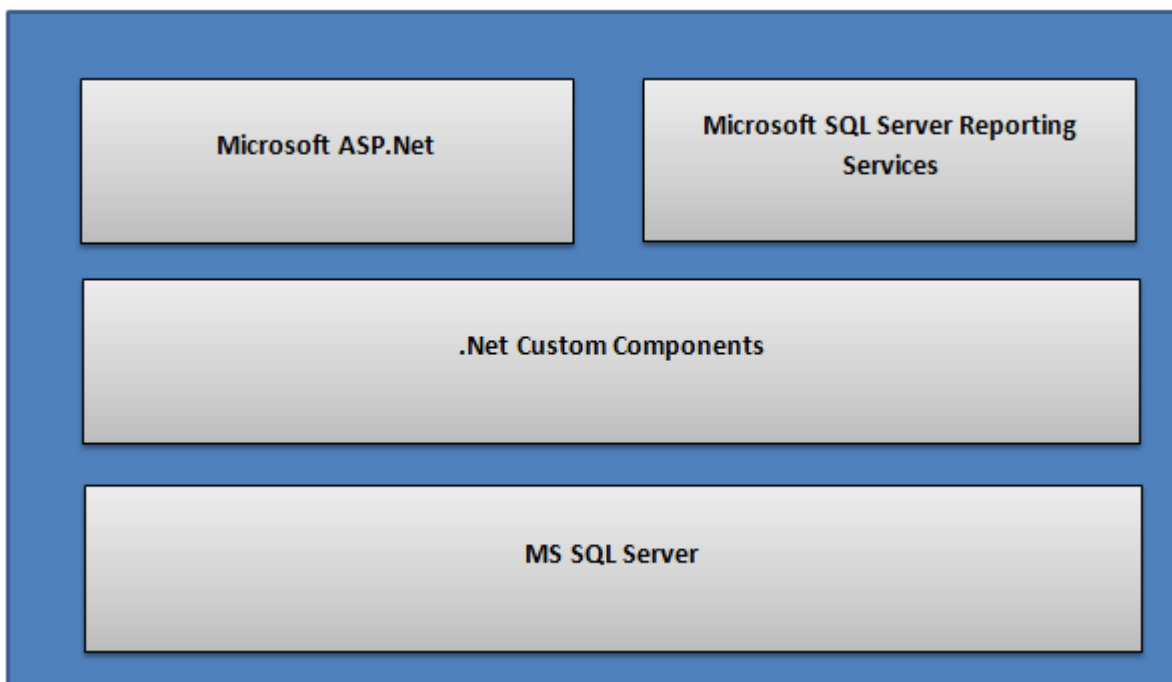 Microsoft ASP.Net
Microsoft SQL Server Reporting
Services
.Net Custom Components
MS SQL Server